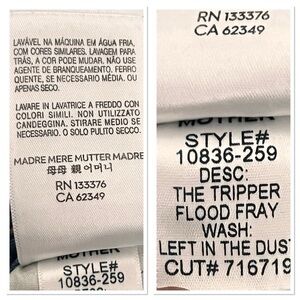 LAVÁVEL NA MÁQUINA EM ÁGUA FRIA,
COM CORES SIMILARES. LAVAGEM PARA
TRÁS, A COR PODE MUDAR. NÃO USE
AGENTE DE BRANQUEAMENTO. FERRO
QUENTE, SE NECESSARIO MÉDIA. OU
APENAS SECO.
LAVARE IN LAVATRICE A FREDDO CON
COLORI SIMILI. NON UTILIZZATO
CANDEGGINA. STIRARE MEDIO SE
NECESSARIO. O SOLO PULITO SECCO.
MADRE MERE MUTTER MADRE
母母 親 어머니
RN 133376
CA 62349
MOTHER
STYLE#
10836-259
RN 133376
CA 62349
MOTHER
STYLE#
10836-259
DESC:
THE TRIPPER
FLOOD FRAY
WASH:
LEFT IN THE DUST
CUT# 716719